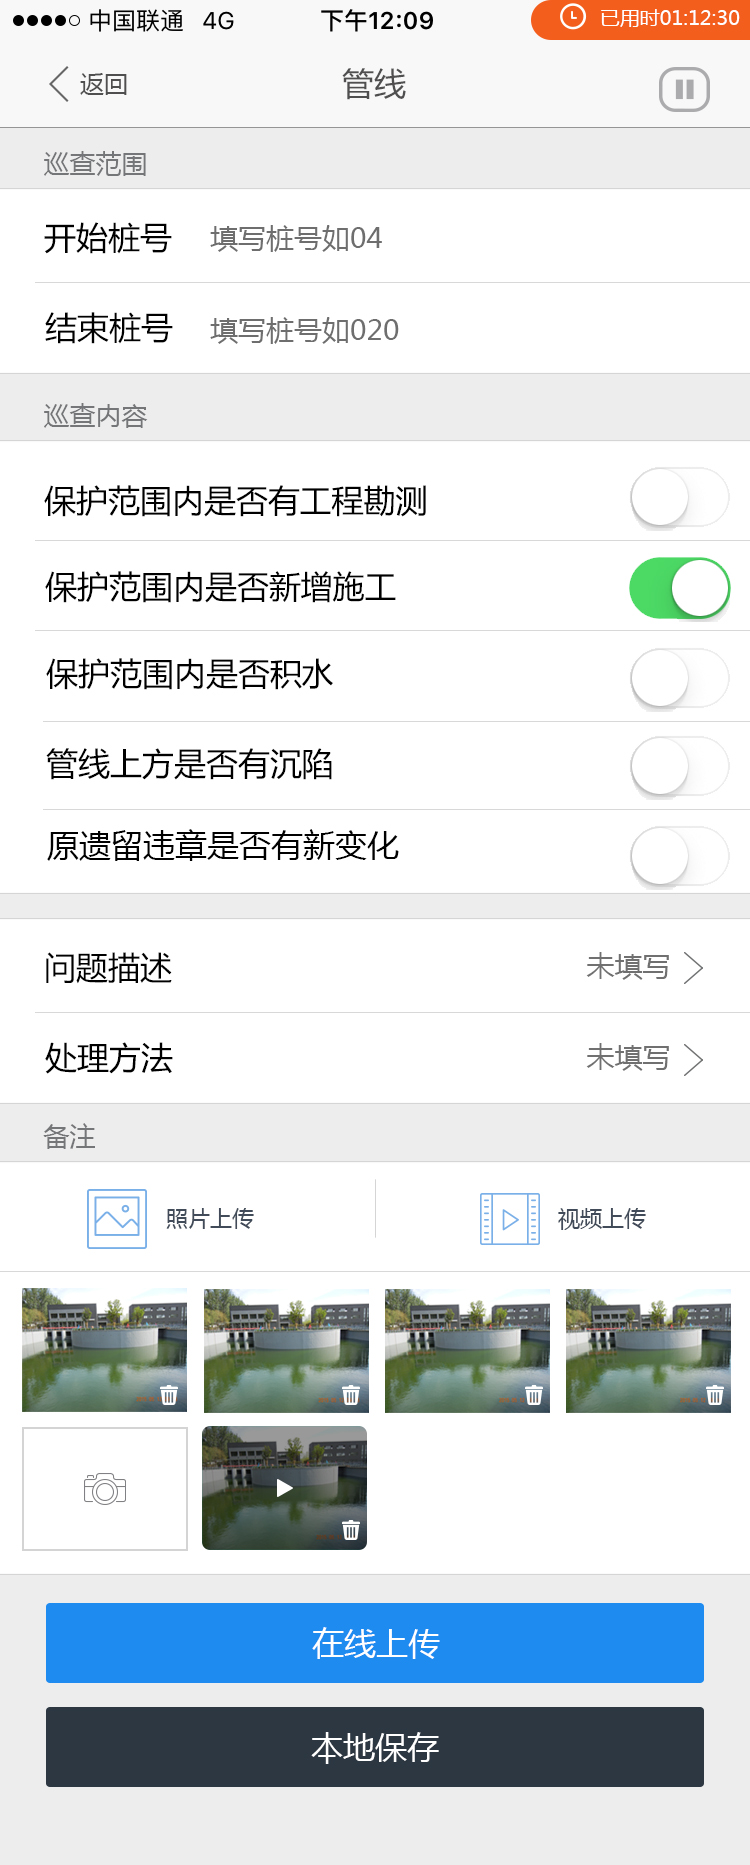 中国联通 4G 下午12:09 已用时01:12:30
返回 管线
巡查范围
开始桩号 填写桩号如04
结束桩号 填写桩号如020
巡查内容
保护范围内是否有工程勘测
保护范围内是否新增施工
保护范围内是否积水
管线上方是否有沉陷
原遗留违章是否有新变化
问题描述 未填写
处理方法 未填写
备注
照片上传 视频上传
在线上传
本地保存